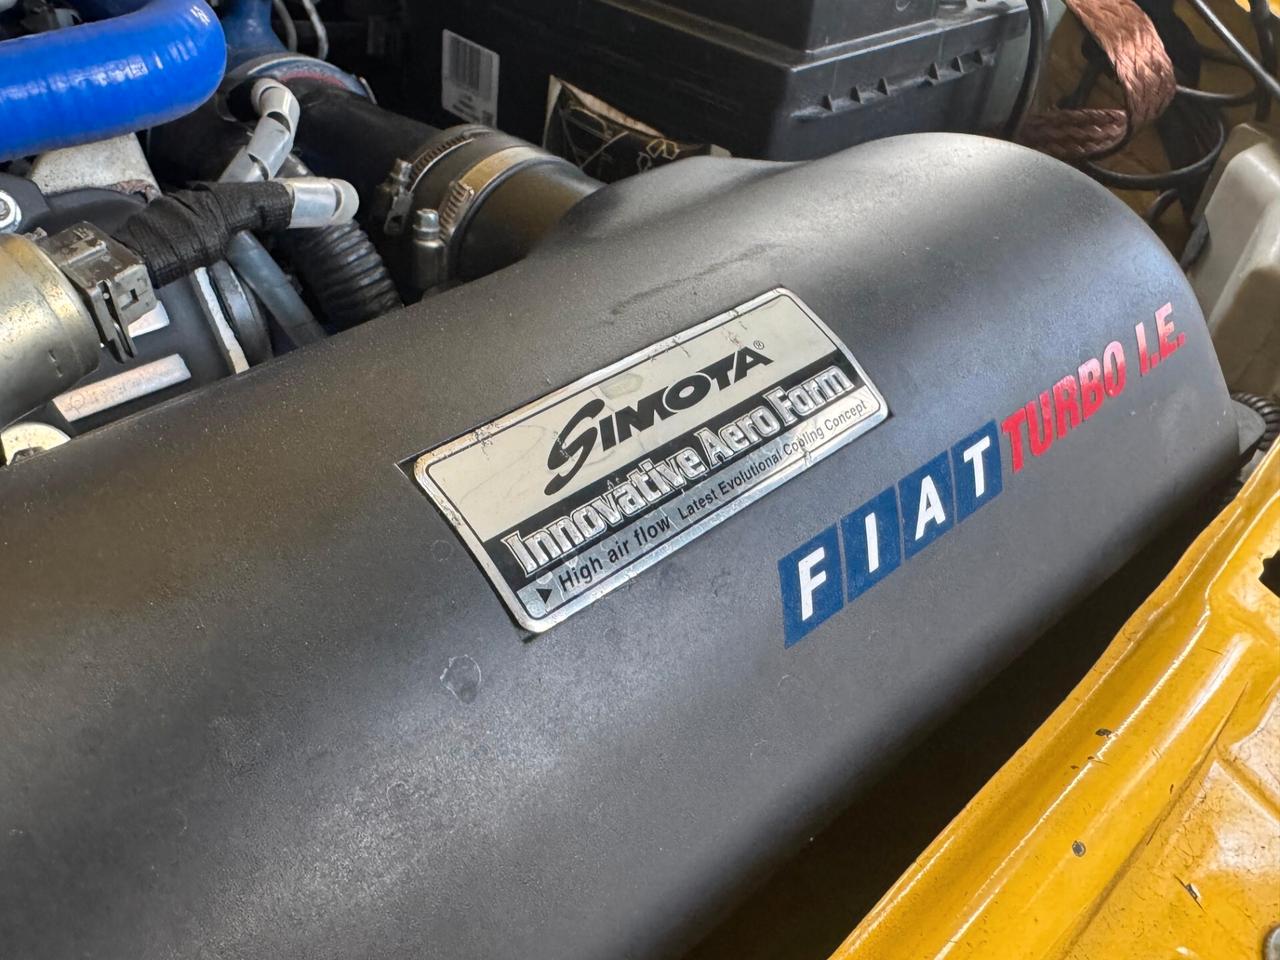 SIMOTA®
Innovative Aero Form
▶ High air flow Latest Evolutional Cooling Concept
FIAT TURBO I.E.